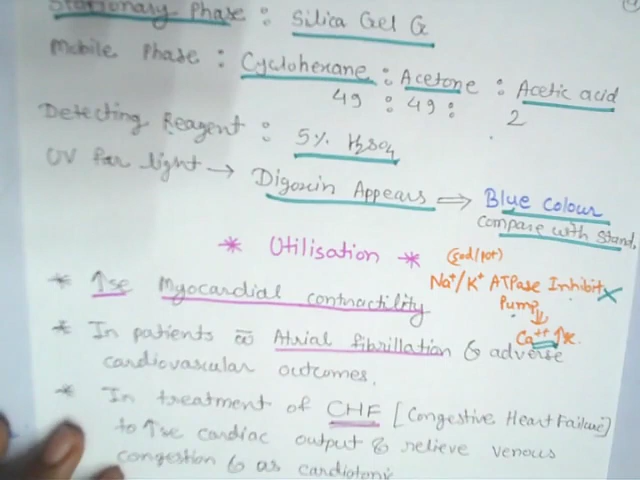 Stationary Phase : Silica Gel G
Mobile Phase : Cyclohexane : Acetone : Acetic acid
49 : 49 : 2
Detecting Reagent : 5% H2SO4
UV far light → Digoxin Appears ⇒ Blue colour
Compare with Stand.
* Utilisation *
(sod/pot)
Na+/K+ ATPase Inhibit
Pump
Ca++ ↑se.
* ↑se Myocardial contractility
* In patients w Atrial fibrillation & adverse
cardiovascular outcomes.
* In treatment of CHF [Congestive Heart Failure]
to ↑se cardiac output & relieve venous
congestion & as cardiotonic